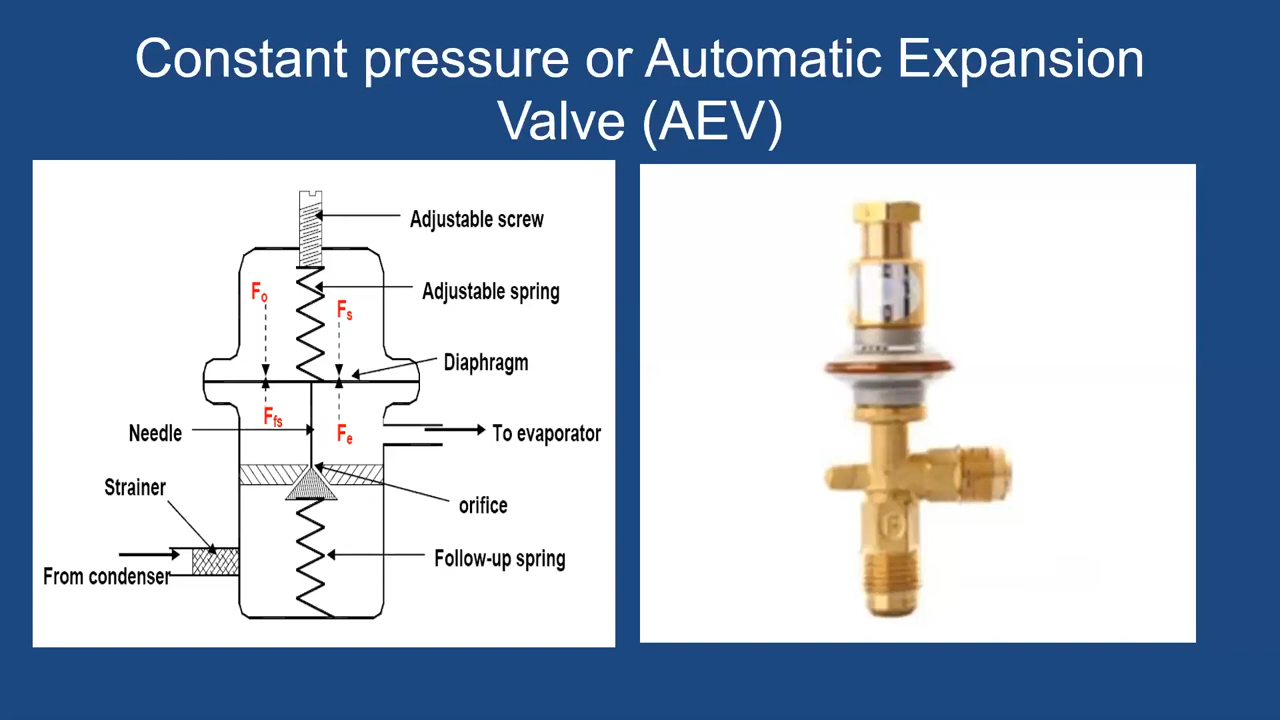 Constant pressure or Automatic Expansion
Valve (AEV)
Adjustable screw
Adjustable spring
Fo
Fs
Diaphragm
Ffs
Needle
Fe
To evaporator
Strainer
orifice
Follow-up spring
From condenser